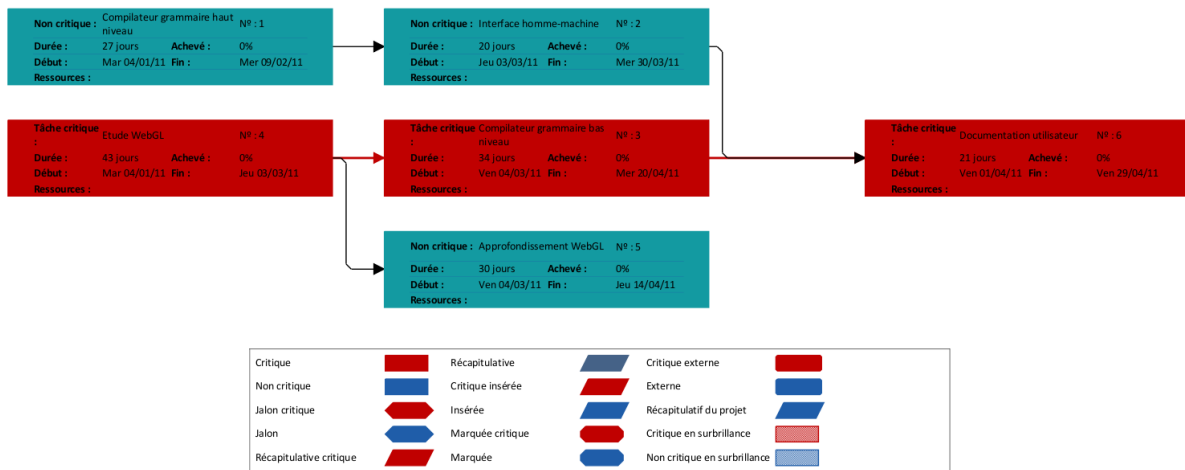 Non critique : Compilateur grammaire haut niveau Nº : 1
Durée : 27 jours Achevé : 0%
Début : Mar 04/01/11 Fin : Mer 09/02/11
Ressources :
Non critique : Interface homme-machine Nº : 2
Durée : 20 jours Achevé : 0%
Début : Jeu 03/03/11 Fin : Mer 30/03/11
Ressources :
Tâche critique : Etude WebGL Nº : 4
Durée : 43 jours Achevé : 0%
Début : Mar 04/01/11 Fin : Jeu 03/03/11
Ressources :
Tâche critique : Compilateur grammaire bas niveau Nº : 3
Durée : 34 jours Achevé : 0%
Début : Ven 04/03/11 Fin : Mer 20/04/11
Ressources :
Tâche critique : Documentation utilisateur Nº : 6
Durée : 21 jours Achevé : 0%
Début : Ven 01/04/11 Fin : Ven 29/04/11
Ressources :
Non critique : Approfondissement WebGL Nº : 5
Durée : 30 jours Achevé : 0%
Début : Ven 04/03/11 Fin : Jeu 14/04/11
Ressources :
Critique Récapitulative Critique externe
Non critique Critique insérée Externe
Jalon critique Insérée Récapitulatif du projet
Jalon Marquée critique Critique en surbrillance
Récapitulative critique Marquée Non critique en surbrillance